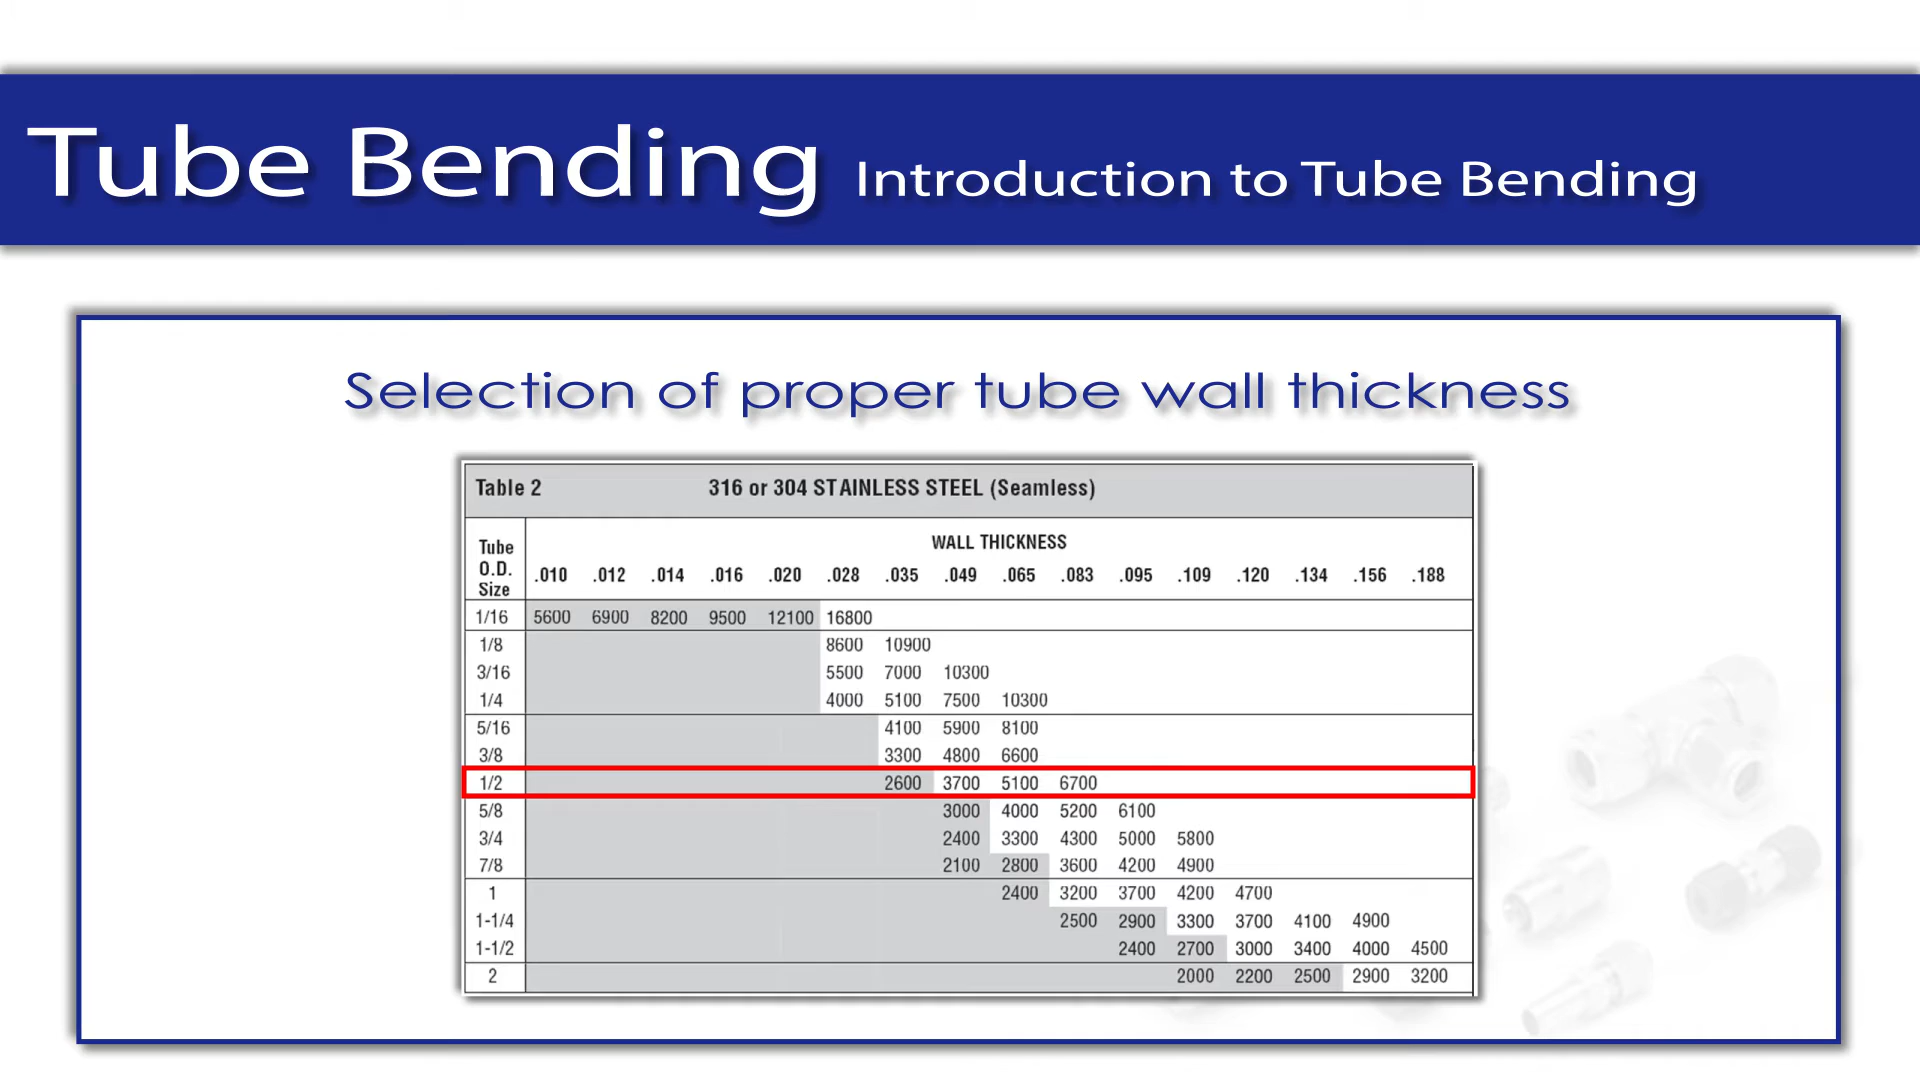 Tube Bending Introduction to Tube Bending
Selection of proper tube wall thickness
Table 2 316 or 304 STAINLESS STEEL (Seamless)
WALL THICKNESS
Tube O.D. Size .010 .012 .014 .016 .020 .028 .035 .049 .065 .083 .095 .109 .120 .134 .156 .188
1/16 5600 6900 8200 9500 12100 16800
1/8 8600 10900
3/16 5500 7000 10300
1/4 4000 5100 7500 10300
5/16 4100 5900 8100
3/8 3300 4800 6600
1/2 2600 3700 5100 6700
5/8 3000 4000 5200 6100
3/4 2400 3300 4300 5000 5800
7/8 2100 2800 3600 4200 4900
1 2400 3200 3700 4200 4700
1-1/4 2500 2900 3300 3700 4100 4900
1-1/2 2400 2700 3000 3400 4000 4500
2 2000 2200 2500 2900 3200